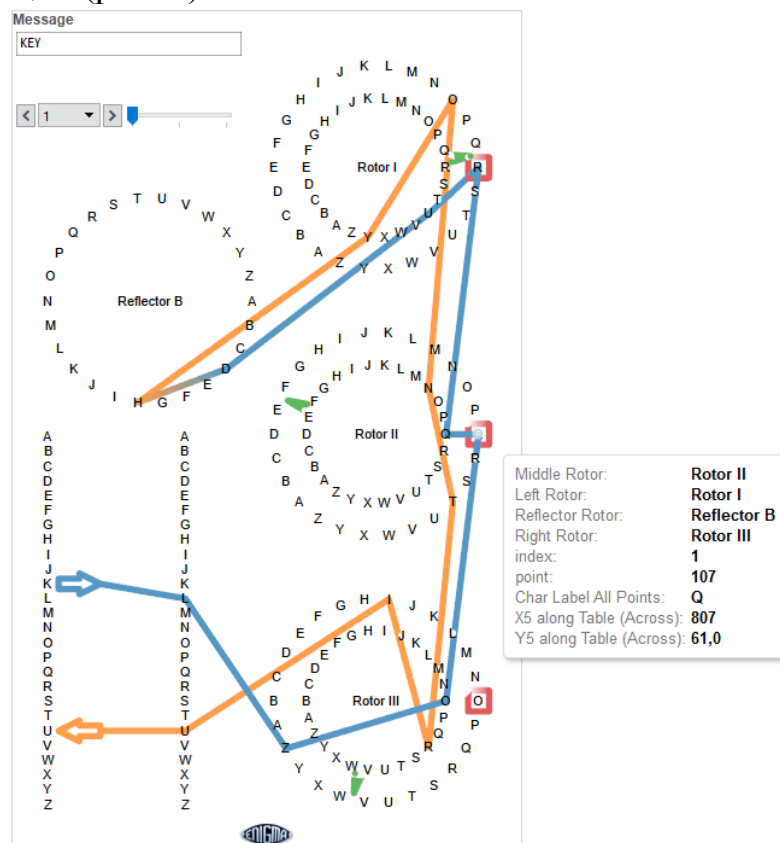 Message
KEY
1
A B C D E F G H I J K L M N O P Q R S T U V W X Y Z
A B C D E F G H I J K L M N O P Q R S T U V W X Y Z
Rotor I
A B C D E F G H I J K L M N O P Q R S T U V W X Y Z
Reflector B
A B C D E F G H I J K L M N O P Q R S T U V W X Y Z
A B C D E F G H I J K L M N O P Q R S T U V W X Y Z
Rotor II
Middle Rotor: Rotor II
Left Rotor: Rotor I
Reflector Rotor: Reflector B
Right Rotor: Rotor III
index: 1
point: 107
Char Label All Points: Q
X5 along Table (Across): 807
Y5 along Table (Across): 61,0
A A
B B
C C
D D
E E
F F
G G
H H
I I
J J
K K
L L
M M
N N
O O
P P
Q Q
R R
S S
T T
U U
V V
W W
X X
Y Y
Z Z
A B C D E F G H I J K L M N O P Q R S T U V W X Y Z
A B C D E F G H I J K L M N O P Q R S T U V W X Y Z
Rotor III
ENIGMA